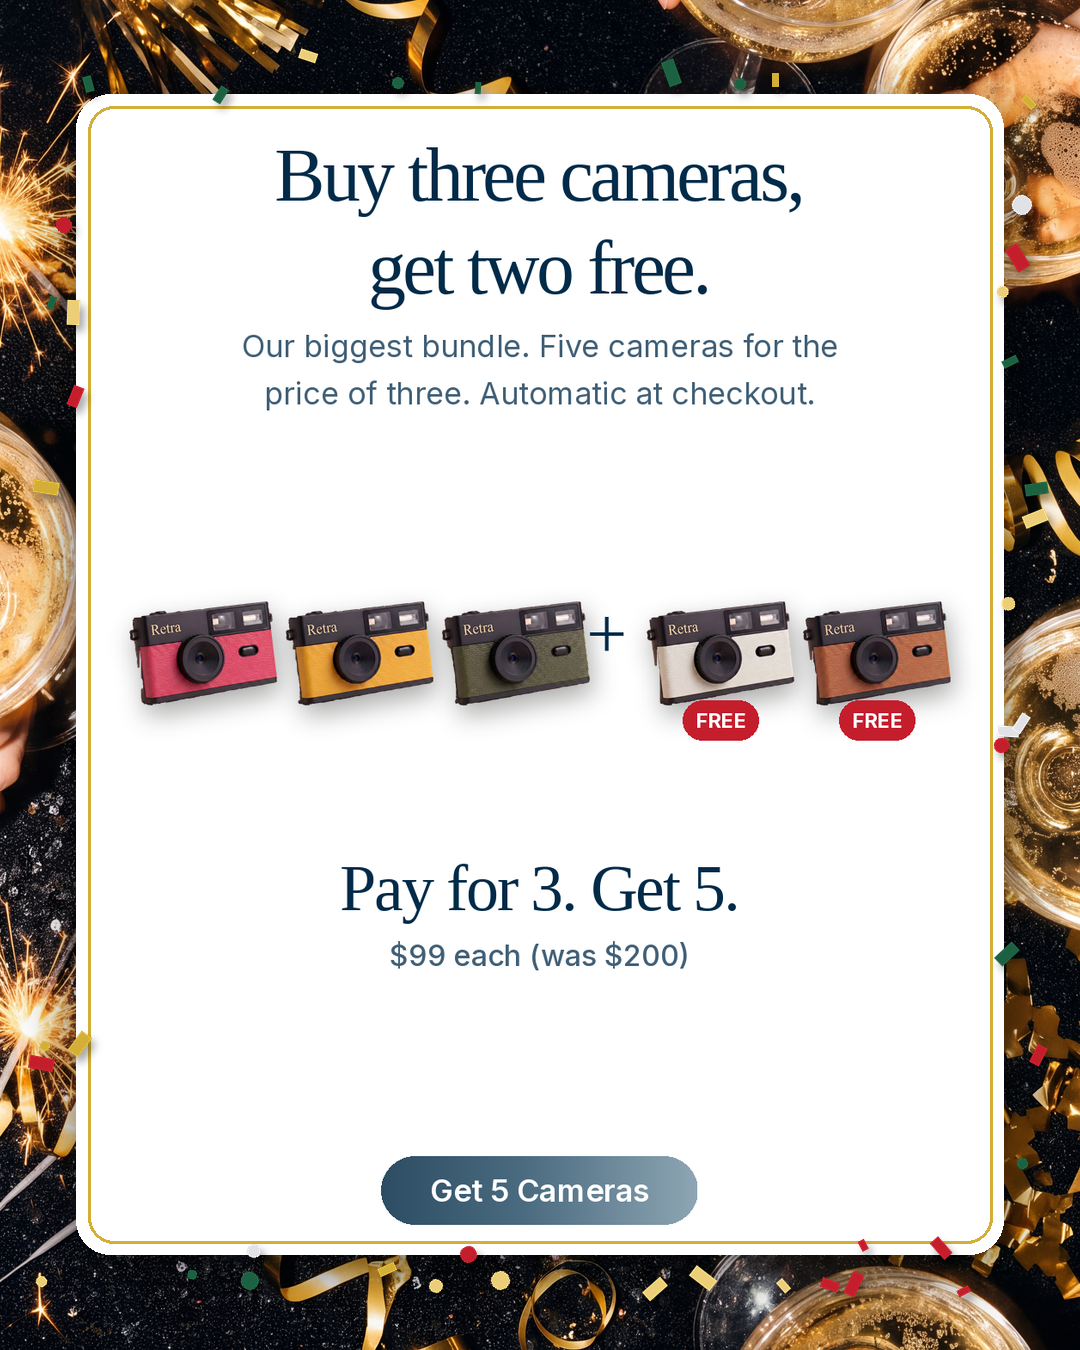 Buy three cameras,
get two free.
Our biggest bundle. Five cameras for the
price of three. Automatic at checkout.
Retra Retra Retra + Retra Retra
FREE FREE
Pay for 3. Get 5.
$99 each (was $200)
Get 5 Cameras